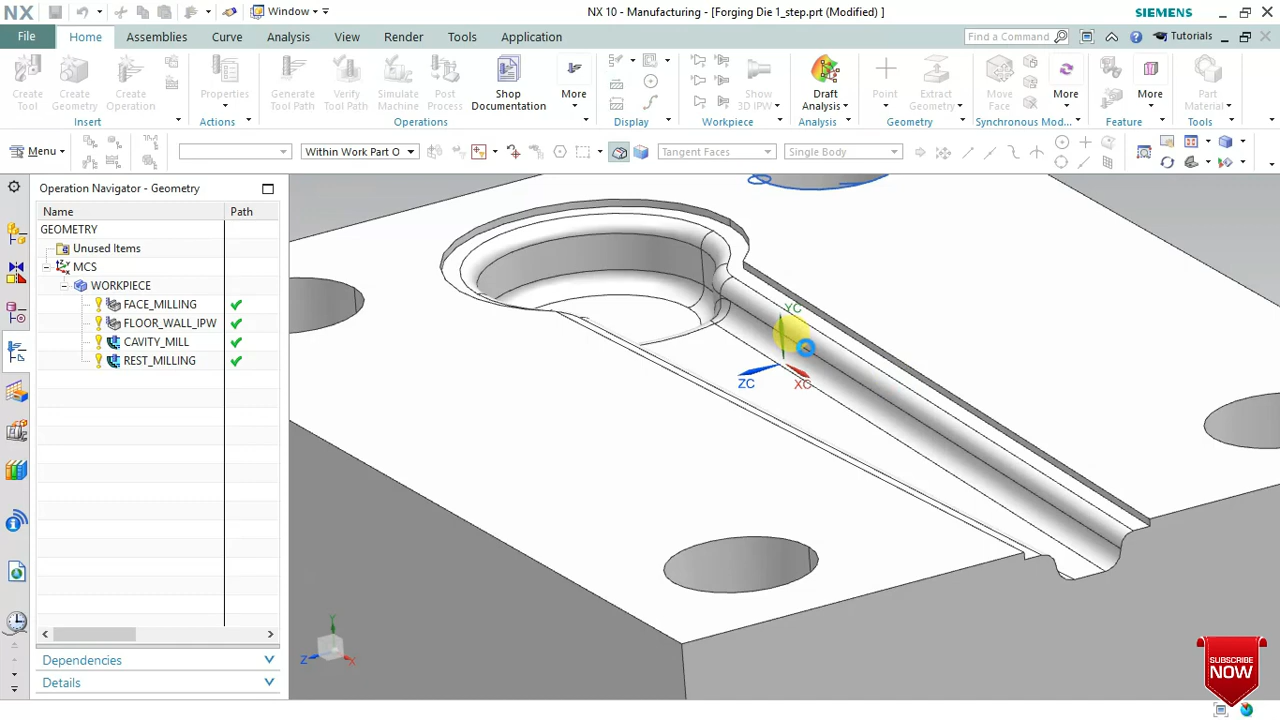 NX
Window
NX 10 - Manufacturing - [Forging Die 1_step.prt (Modified) ]
SIEMENS
File
Home
Assemblies
Curve
Analysis
View
Render
Tools
Application
Find a Command
Tutorials
Create Tool
Create Geometry
Create Operation
Properties
Generate Tool Path
Verify Tool Path
Simulate Machine
Post Process
Shop Documentation
More
Show 3D IPW
Draft Analysis
Point
Extract Geometry
Move Face
More
More
Part Material
Insert
Actions
Operations
Display
Workpiece
Analysis
Geometry
Synchronous Mod...
Feature
Tools
Menu
Within Work Part O
Tangent Faces
Single Body
Operation Navigator - Geometry
Name
Path
GEOMETRY
Unused Items
MCS
WORKPIECE
FACE_MILLING
FLOOR_WALL_IPW
CAVITY_MILL
REST_MILLING
Dependencies
Details
YC
ZC
XC
Y
Z
X
SUBSCRIBE
NOW